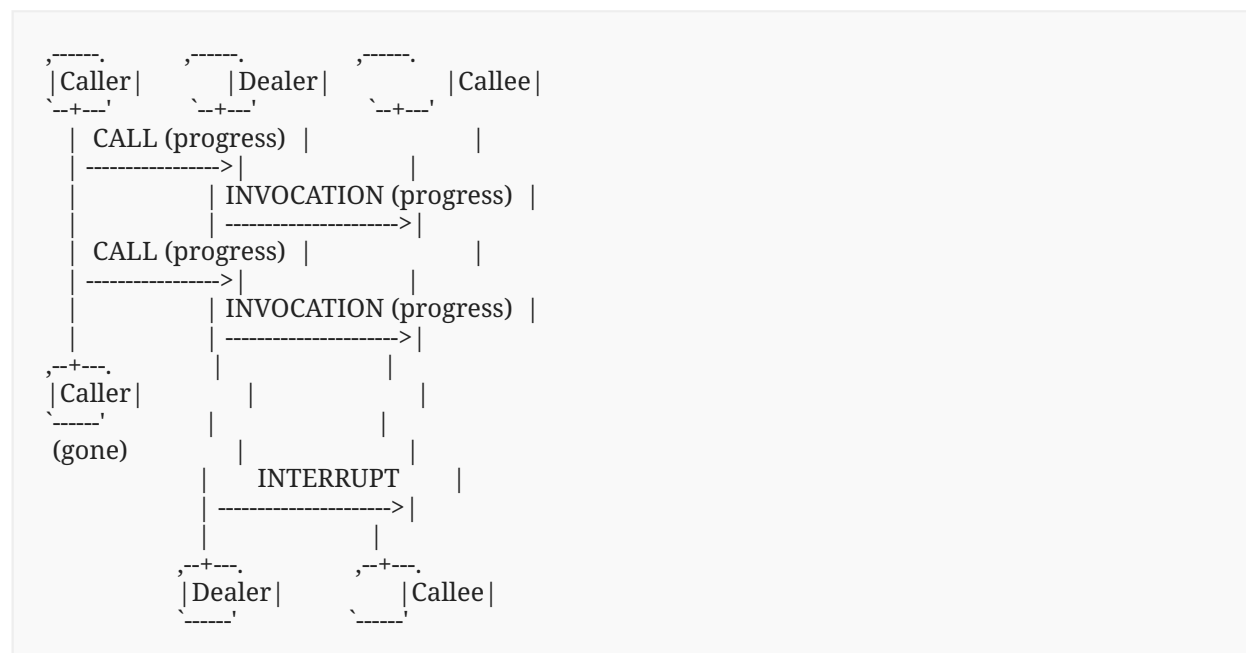 ,------.          ,------.                ,------.
|Caller|            |Dealer|                |Callee|
`--+---'          `--+---'                `--+---'
   |  CALL (progress)  |                       |
   | ----------------->|                       |
   |                   | INVOCATION (progress)  |
   |                   | ---------------------->|
   |  CALL (progress)  |                       |
   | ----------------->|                       |
   |                   | INVOCATION (progress)  |
   |                   | ---------------------->|
,--+---.               |                       |
|Caller|               |                       |
`------'               |                       |
 (gone)                |                       |
                       |       INTERRUPT        |
                       | ---------------------->|
                       |                       |
                    ,--+---.                ,--+---.
                    |Dealer|                |Callee|
                    `------'                `------'